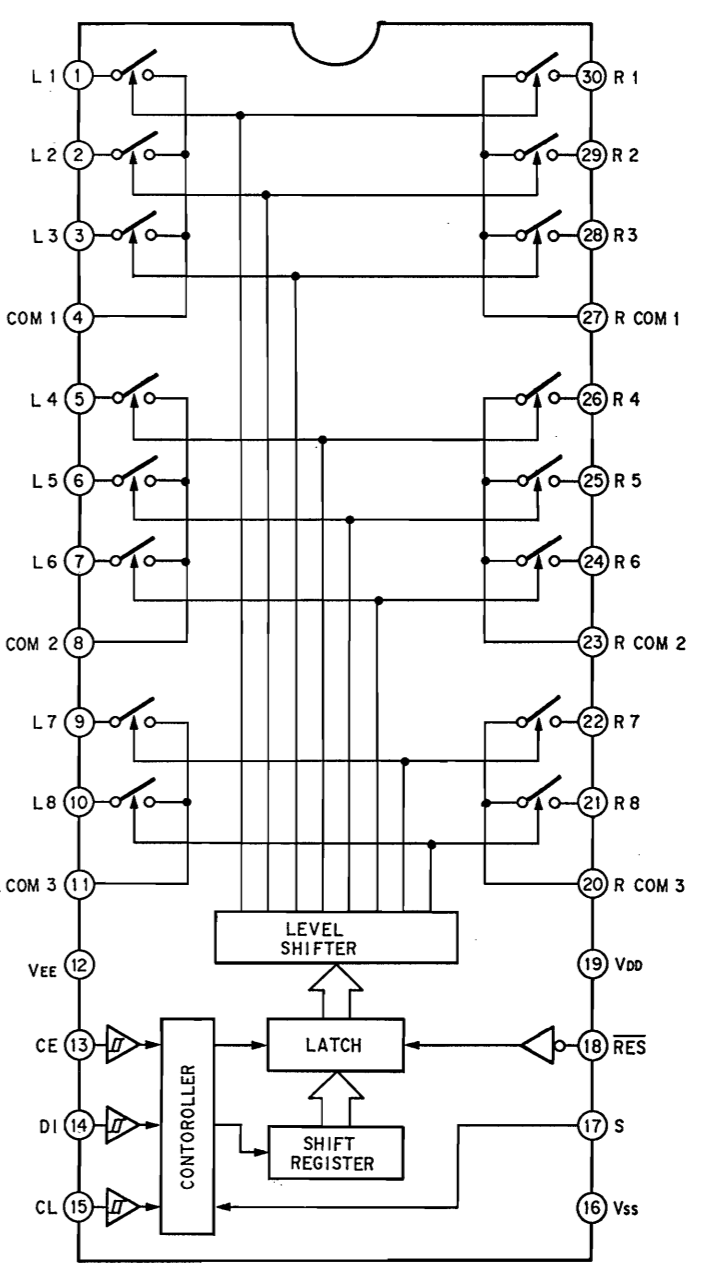 L 1 1 30 R 1
L 2 2 29 R 2
L 3 3 28 R 3
COM 1 4 27 R COM 1
L 4 5 26 R 4
L 5 6 25 R 5
L 6 7 24 R 6
COM 2 8 23 R COM 2
L 7 9 22 R 7
L 8 10 21 R 8
COM 3 11 20 R COM 3
LEVEL
SHIFTER
VEE 12 19 VDD
CE 13 LATCH 18 RES
CONTOROLLER
DI 14 17 S
SHIFT
REGISTER
CL 15 16 Vss